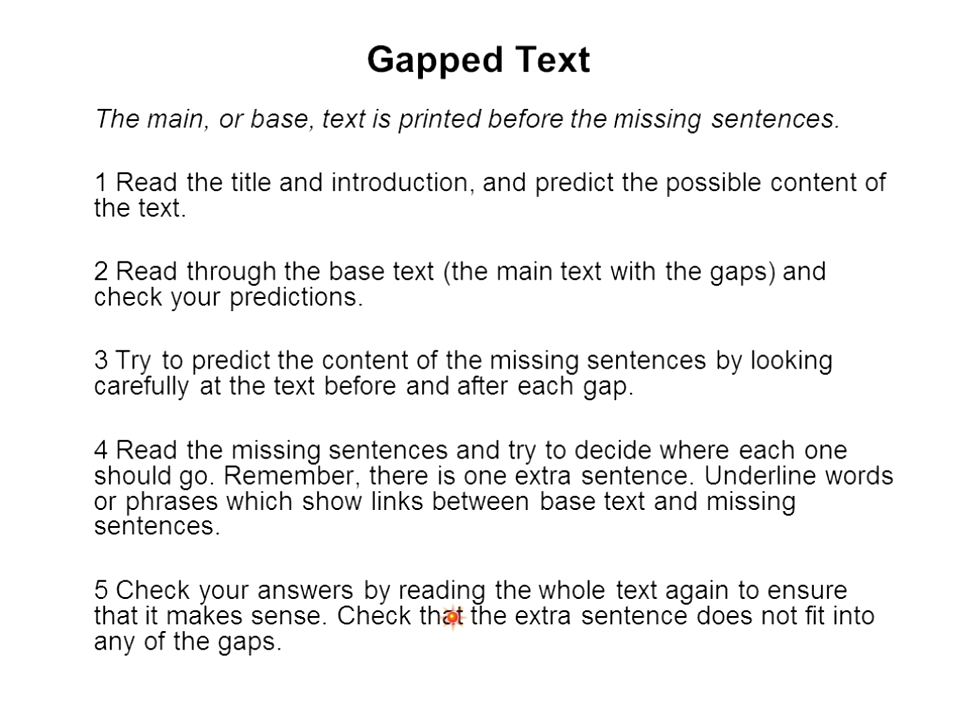 Gapped Text
The main, or base, text is printed before the missing sentences.
1 Read the title and introduction, and predict the possible content of
the text.
2 Read through the base text (the main text with the gaps) and
check your predictions.
3 Try to predict the content of the missing sentences by looking
carefully at the text before and after each gap.
4 Read the missing sentences and try to decide where each one
should go. Remember, there is one extra sentence. Underline words
or phrases which show links between base text and missing
sentences.
5 Check your answers by reading the whole text again to ensure
that it makes sense. Check that the extra sentence does not fit into
any of the gaps.